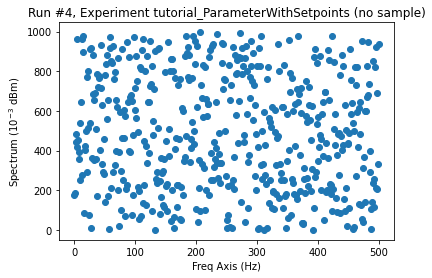 Run #4, Experiment tutorial_ParameterWithSetpoints (no sample)
1000
800
600
400
200
0
Spectrum (10⁻³ dBm)
0 100 200 300 400 500
Freq Axis (Hz)